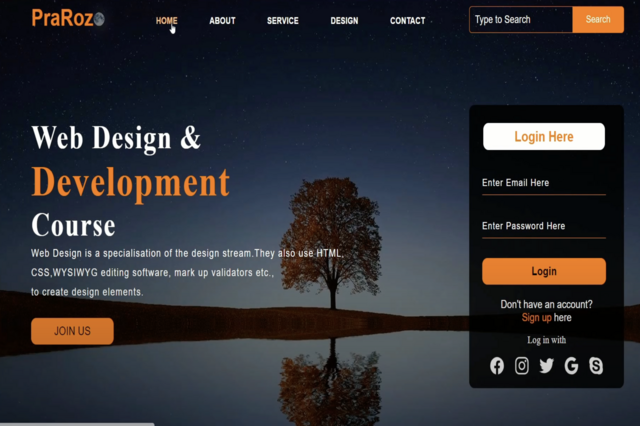 PraRoz
HOME ABOUT SERVICE DESIGN CONTACT
Type to Search Search
Web Design &
Development
Course
Web Design is a specialisation of the design stream.They also use HTML,
CSS,WYSIWYG editing software, mark up validators etc.,
to create design elements.
JOIN US
Login Here
Enter Email Here
Enter Password Here
Login
Don't have an account?
Sign up here
Log in with